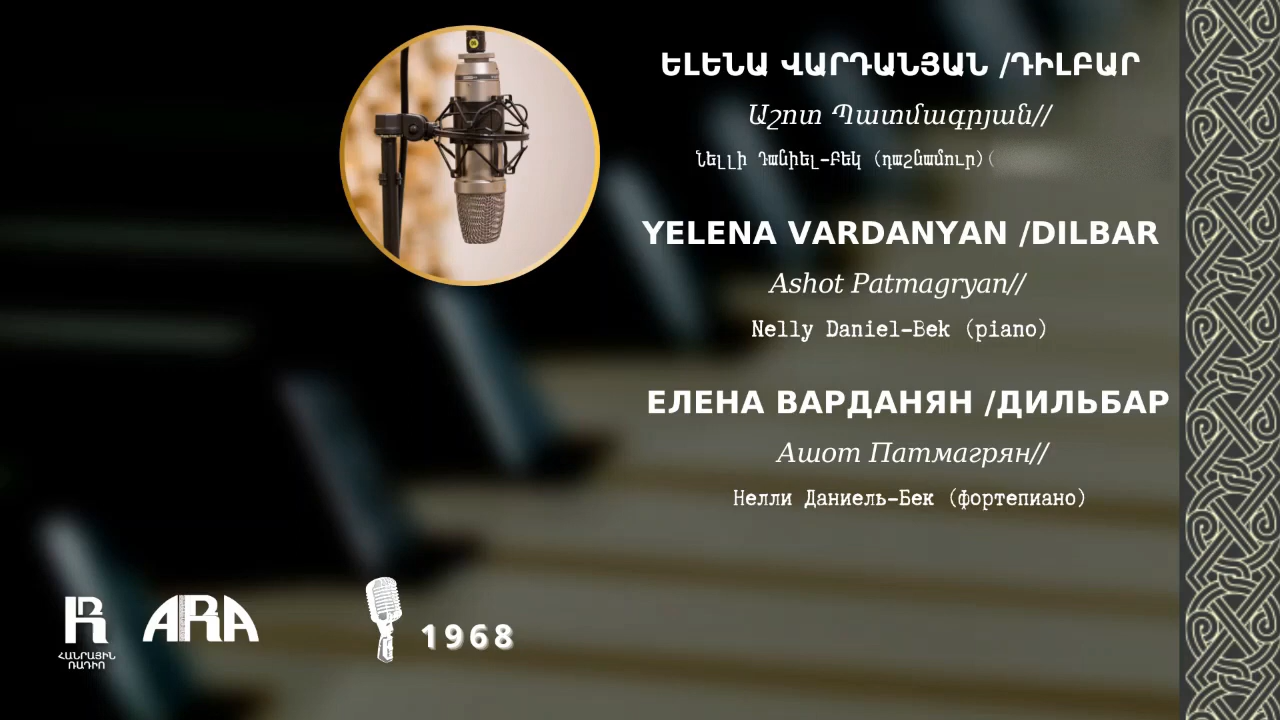 ԵԼԵՆԱ ՎԱՐԴԱՆՅԱՆ /ԴԻԼԲԱՐ
Աշոտ Պատմագրյան//
Նելլի Դանիել-Բեկ (դաշնամուր)(
YELENA VARDANYAN /DILBAR
Ashot Patmagryan//
Nelly Daniel-Bek (piano)
ЕЛЕНА ВАРДАНЯН /ДИЛЬБАР
Ашот Патмагрян//
Нелли Даниель-Бек (фортепиано)
ARA
1968
ՀԱՆՐԱՅԻՆ
ՌԱԴԻՈ